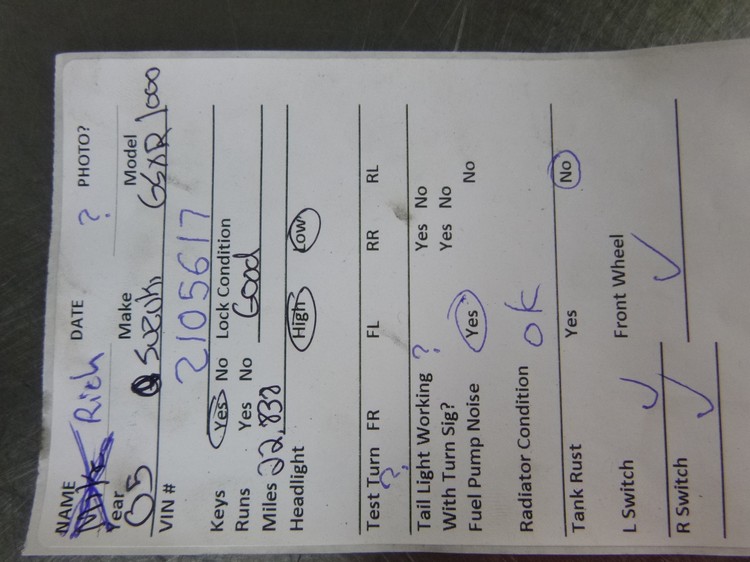 NAME Rich DATE ? PHOTO?
Year Make Model
05 SUZUKI GSXR 1000
VIN # 2105617
Keys Yes No Lock Condition
Runs Yes No Good
Miles 22,832
Headlight High Low
Test Turn FR FL RR RL
?
Tail Light Working ? Yes No
With Turn Sig? Yes No
Fuel Pump Noise Yes No
Radiator Condition OK
Tank Rust Yes No
L Switch ✓ Front Wheel ✓
R Switch ✓